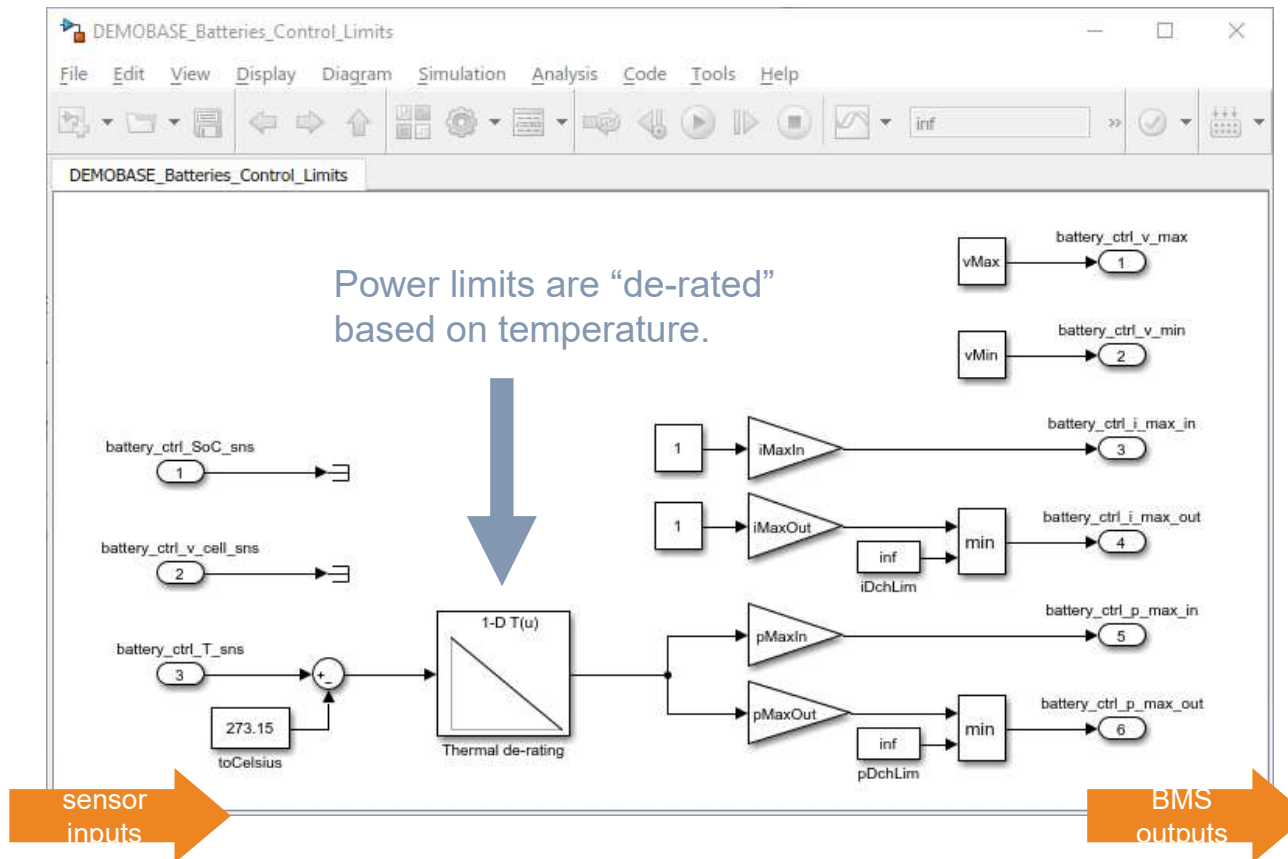 DEMOBASE_Batteries_Control_Limits
File Edit View Display Diagram Simulation Analysis Code Tools Help
inf
»
DEMOBASE_Batteries_Control_Limits
Power limits are “de-rated”
based on temperature.
vMax
battery_ctrl_v_max
1
vMin
battery_ctrl_v_min
2
battery_ctrl_SoC_sns
1
1
iMaxIn
battery_ctrl_i_max_in
3
battery_ctrl_v_cell_sns
2
1
iMaxOut
inf
iDchLim
min
battery_ctrl_i_max_out
4
battery_ctrl_T_sns
3
+_
273.15
toCelsius
1-D T(u)
Thermal de-rating
pMaxIn
battery_ctrl_p_max_in
5
pMaxOut
inf
pDchLim
min
battery_ctrl_p_max_out
6
sensor
inputs
BMS
outputs